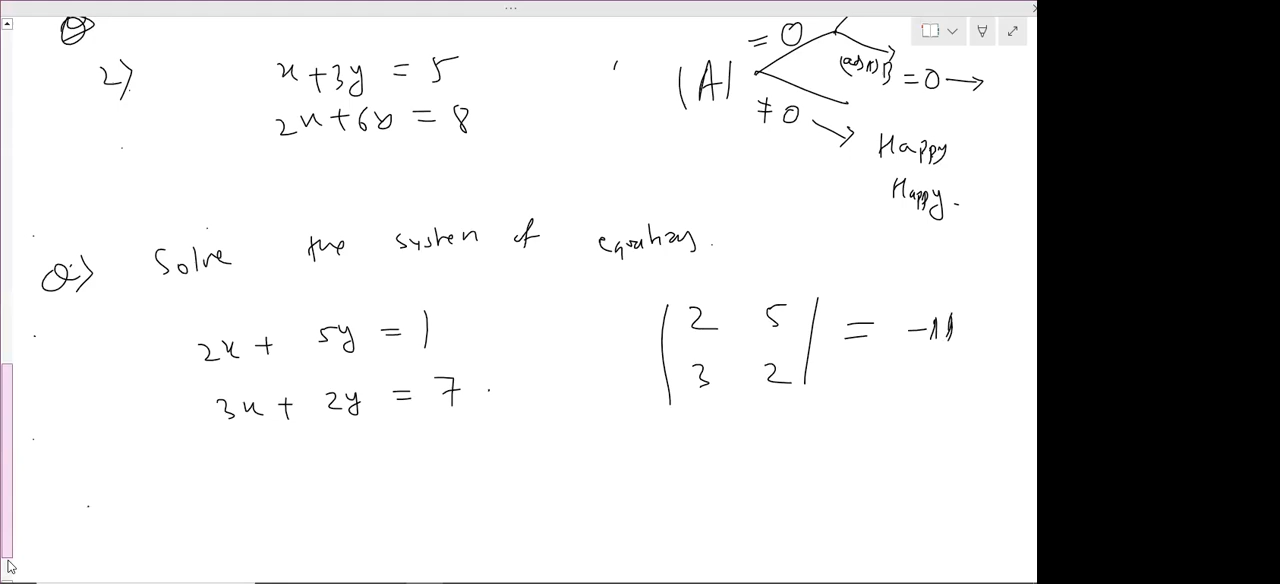 2) x + 3y = 5
2x + 6y = 8
|A| = 0
(adj A) B = 0 →
≠ 0 → Happy
Happy.
Q:) Solve the system of equations.
2x + 5y = 1
3x + 2y = 7.
| 2 5 | = -11
| 3 2 |